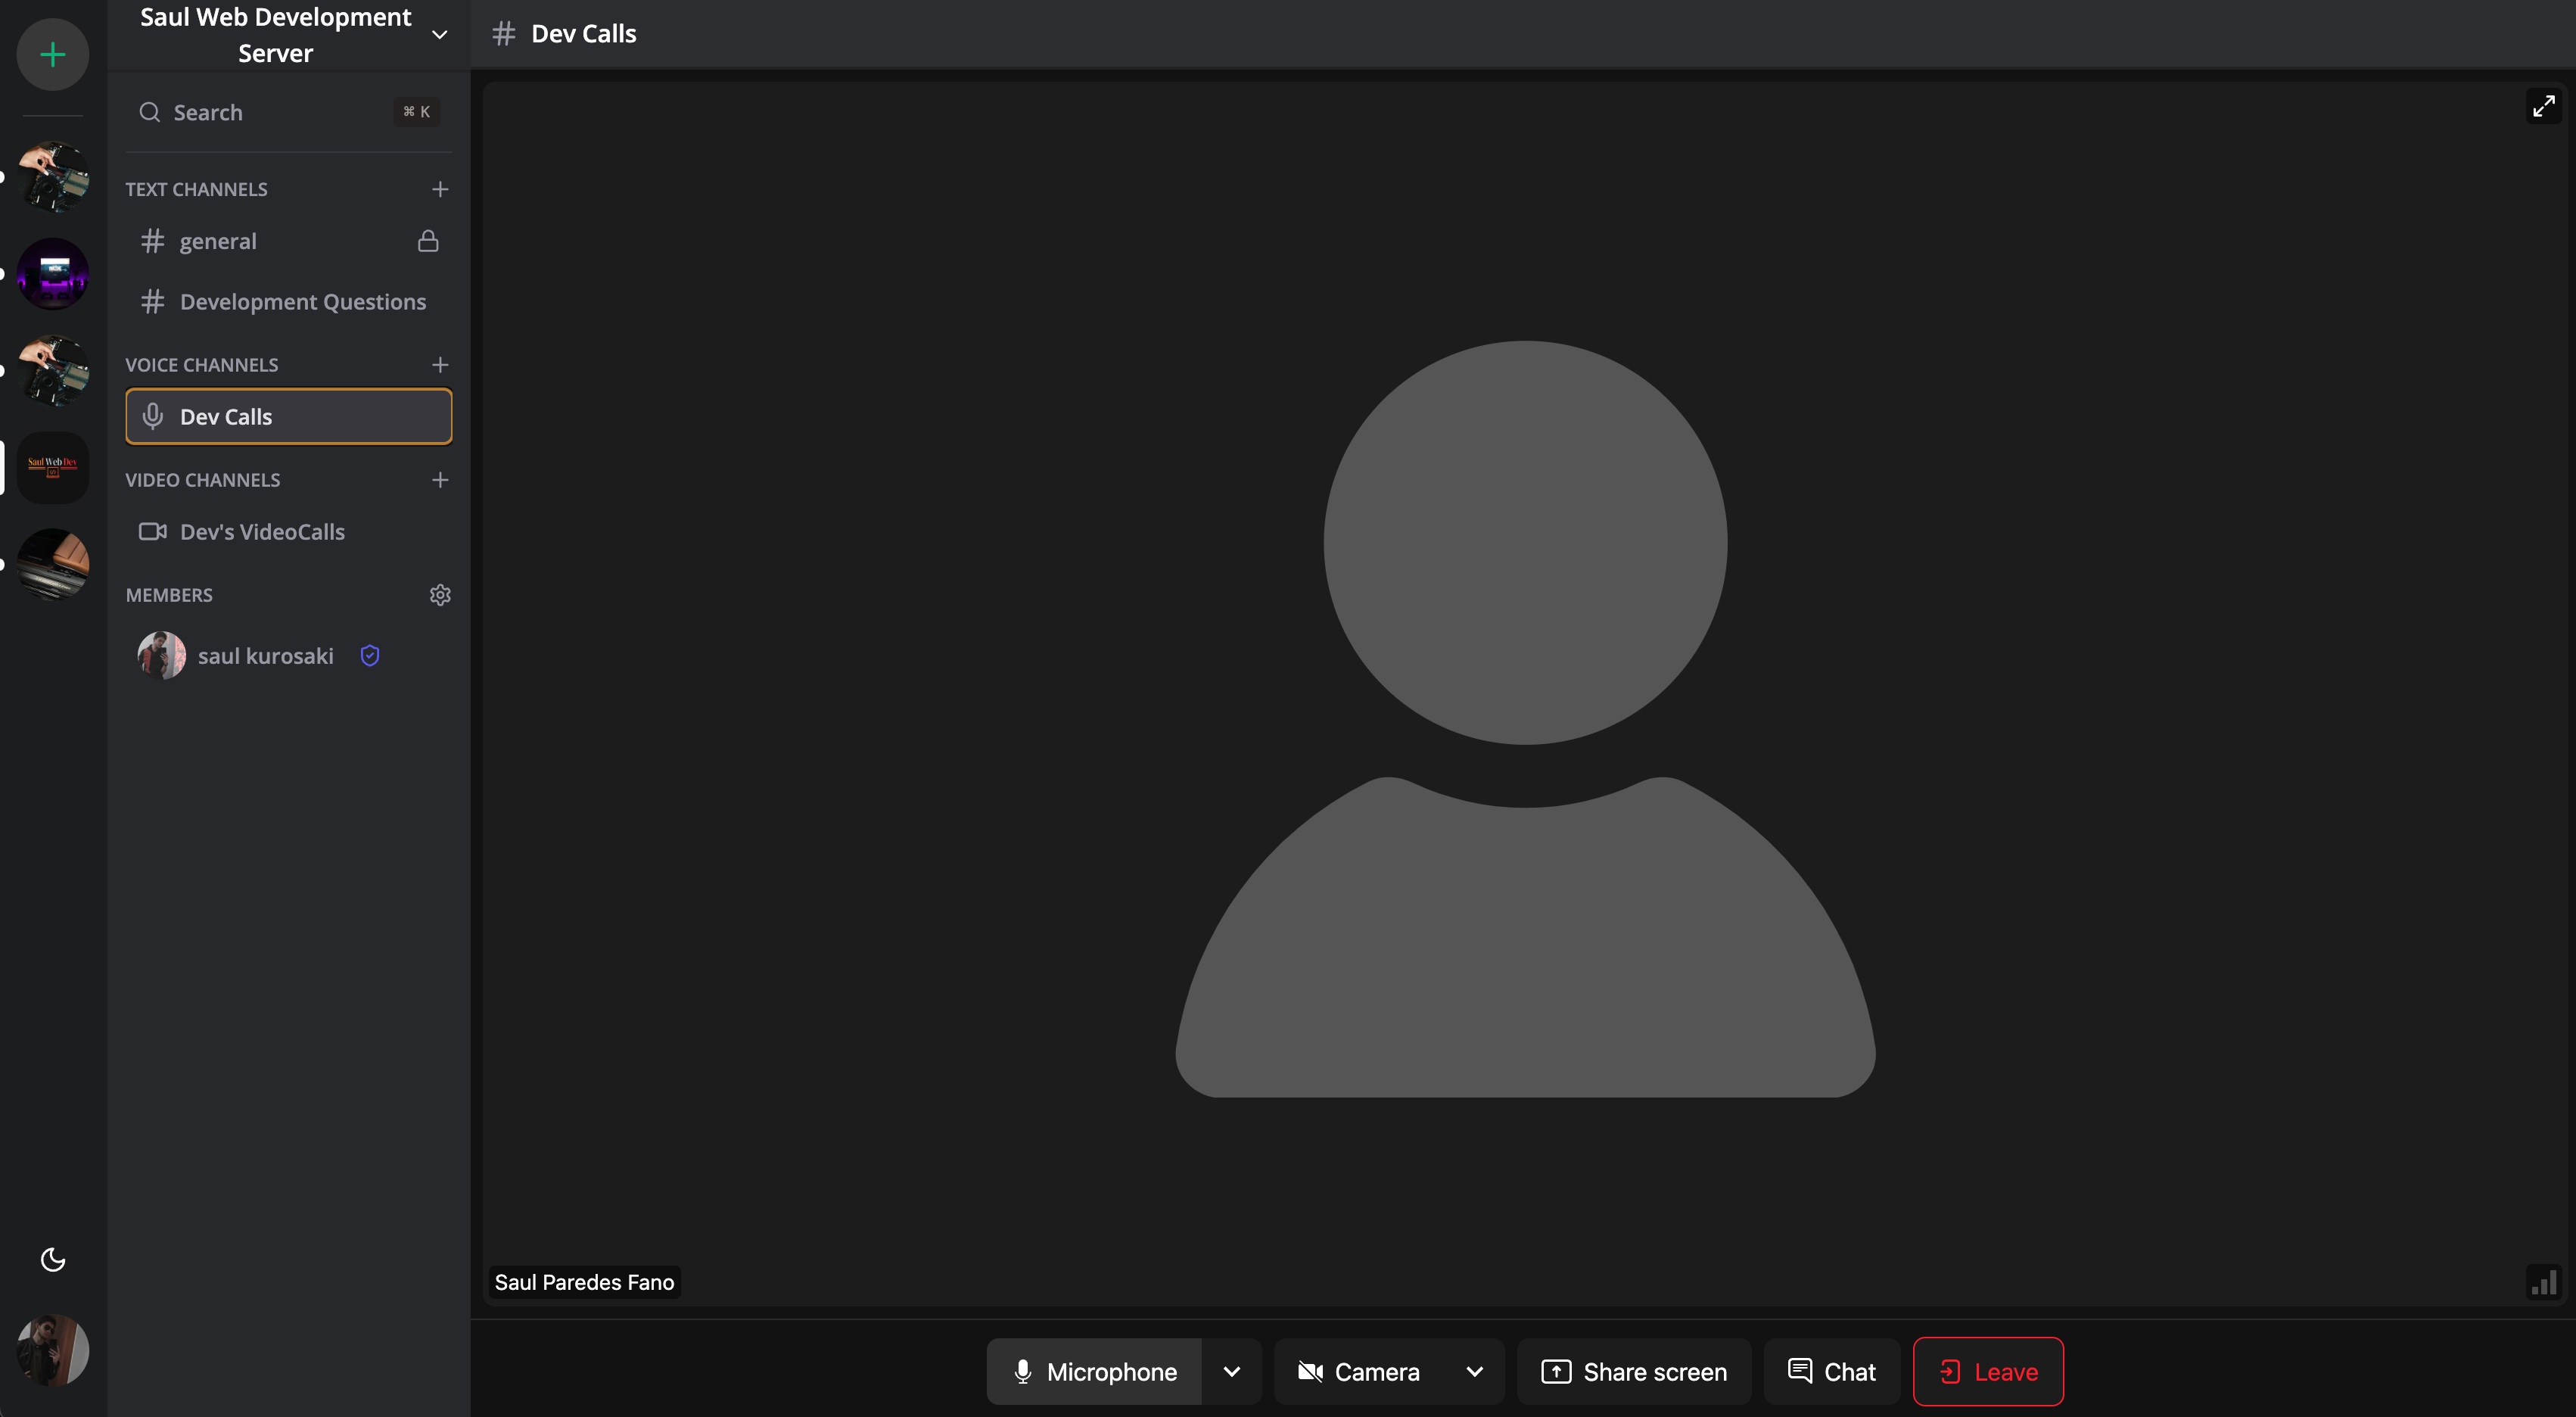 Saul Web Development
Server
Search
⌘ K
TEXT CHANNELS
general
Development Questions
VOICE CHANNELS
Dev Calls
VIDEO CHANNELS
Dev's VideoCalls
MEMBERS
saul kurosaki
Saul Web Dev
# Dev Calls
Saul Paredes Fano
Microphone
Camera
Share screen
Chat
Leave